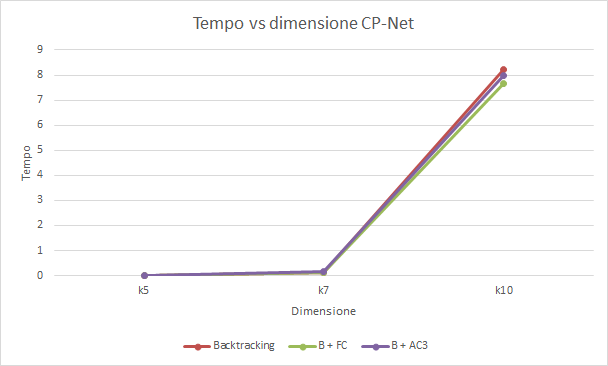 Tempo vs dimensione CP-Net
9
8
7
6
5
4
3
2
1
0
Tempo
k5 k7 k10
Dimensione
Backtracking B + FC B + AC3